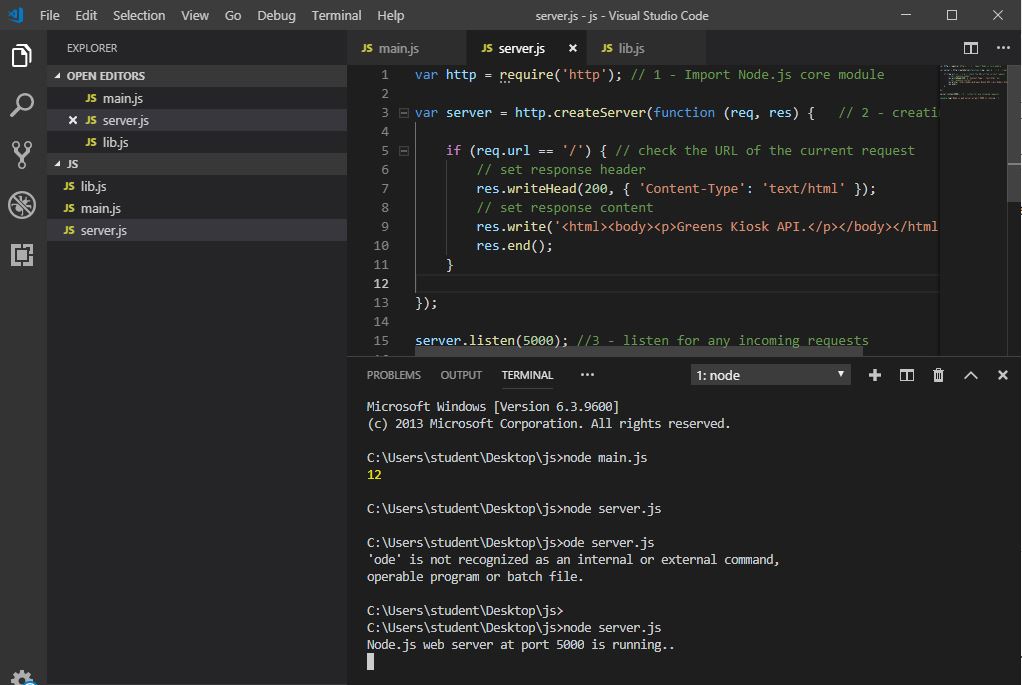 File Edit Selection View Go Debug Terminal Help server.js - js - Visual Studio Code
EXPLORER
OPEN EDITORS
JS main.js
JS server.js
JS lib.js
JS
JS lib.js
JS main.js
JS server.js
JS main.js JS server.js JS lib.js
1 var http = require('http'); // 1 - Import Node.js core module
2
3 var server = http.createServer(function (req, res) { // 2 - creati
4
5 if (req.url == '/') { // check the URL of the current request
6 // set response header
7 res.writeHead(200, { 'Content-Type': 'text/html' });
8 // set response content
9 res.write('<html><body><p>Greens Kiosk API.</p></body></html
10 res.end();
11 }
12
13 });
14
15 server.listen(5000); //3 - listen for any incoming requests
PROBLEMS OUTPUT TERMINAL ••• 1: node
Microsoft Windows [Version 6.3.9600]
(c) 2013 Microsoft Corporation. All rights reserved.
C:\Users\student\Desktop\js>node main.js
12
C:\Users\student\Desktop\js>node server.js
C:\Users\student\Desktop\js>ode server.js
'ode' is not recognized as an internal or external command,
operable program or batch file.
C:\Users\student\Desktop\js>
C:\Users\student\Desktop\js>node server.js
Node.js web server at port 5000 is running..